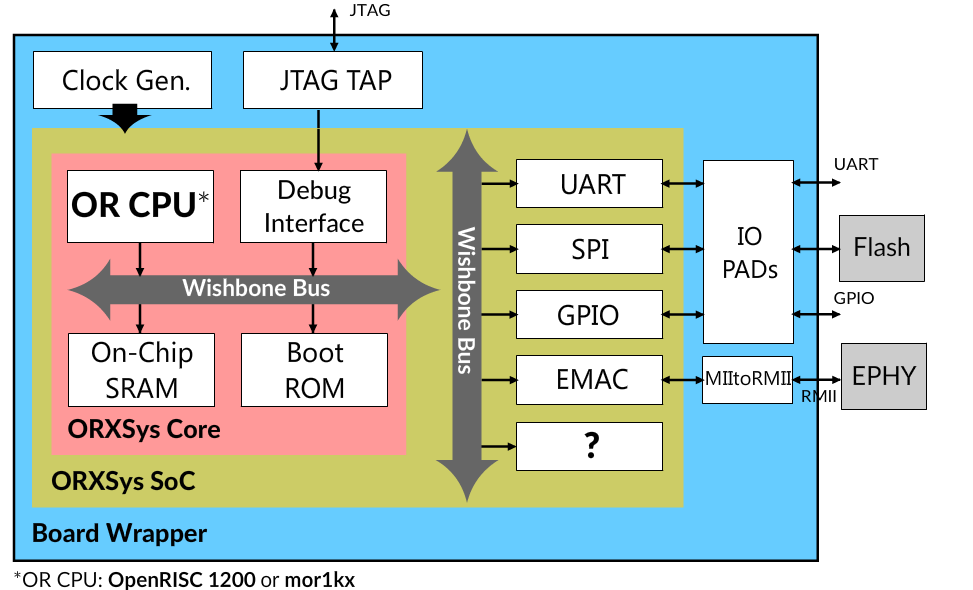 JTAG
Clock Gen.
JTAG TAP
OR CPU*
Debug
Interface
Wishbone Bus
On-Chip
SRAM
Boot
ROM
ORXSys Core
ORXSys SoC
Board Wrapper
Wishbone Bus
UART
SPI
GPIO
EMAC
?
IO
PADs
MIItoRMII
UART
Flash
GPIO
EPHY
RMII
*OR CPU: OpenRISC 1200 or mor1kx